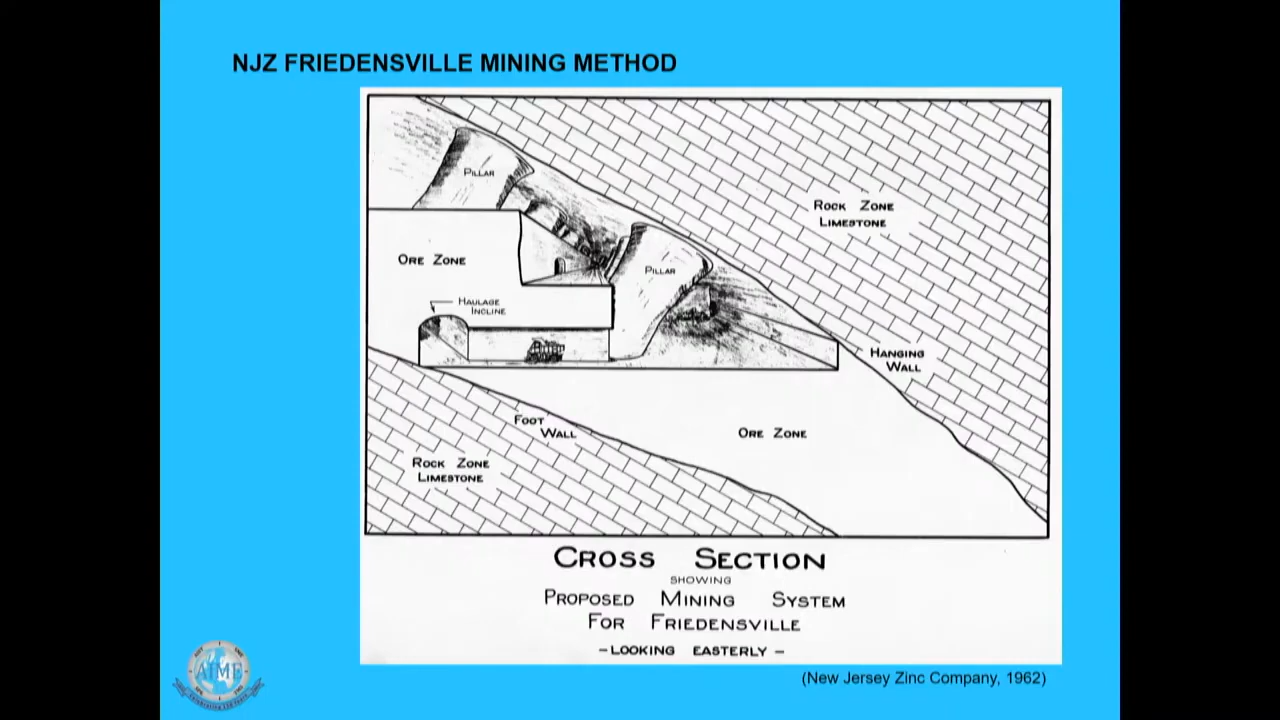 NJZ FRIEDENSVILLE MINING METHOD
PILLAR
ROCK ZONE
LIMESTONE
ORE ZONE
PILLAR
HAULAGE
INCLINE
HANGING
WALL
FOOT
WALL
ORE ZONE
ROCK ZONE
LIMESTONE
CROSS SECTION
SHOWING
PROPOSED MINING SYSTEM
FOR FRIEDENSVILLE
-LOOKING EASTERLY-
(New Jersey Zinc Company, 1962)
AIME